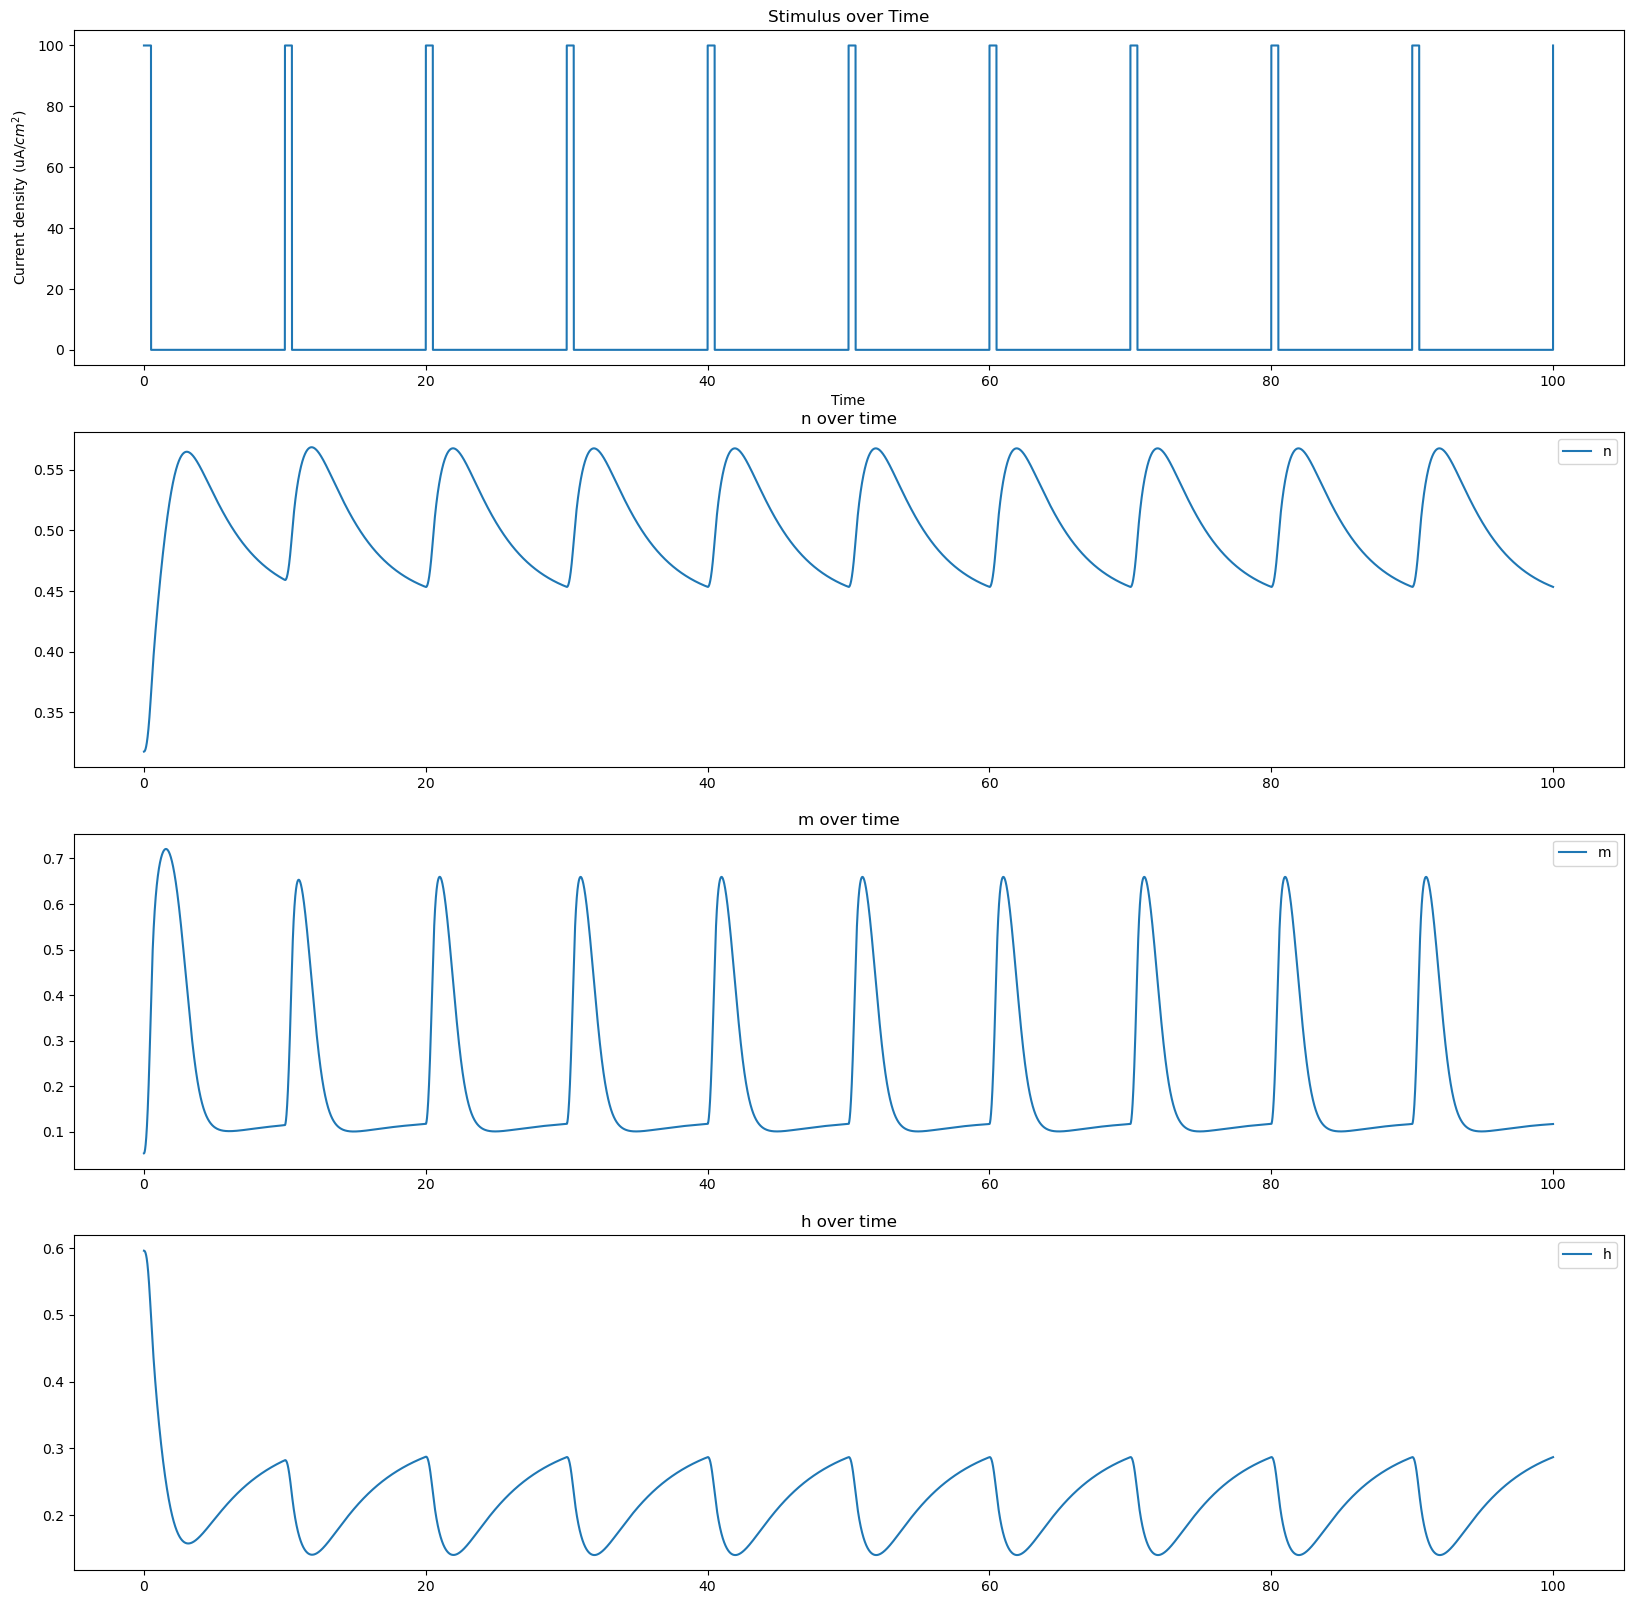 Stimulus over Time
Current density (uA/cm²)
100
80
60
40
20
0
0 20 40 60 80 100
Time
n over time
n
0.55
0.50
0.45
0.40
0.35
0 20 40 60 80 100
m over time
m
0.7
0.6
0.5
0.4
0.3
0.2
0.1
0 20 40 60 80 100
h over time
h
0.6
0.5
0.4
0.3
0.2
0 20 40 60 80 100